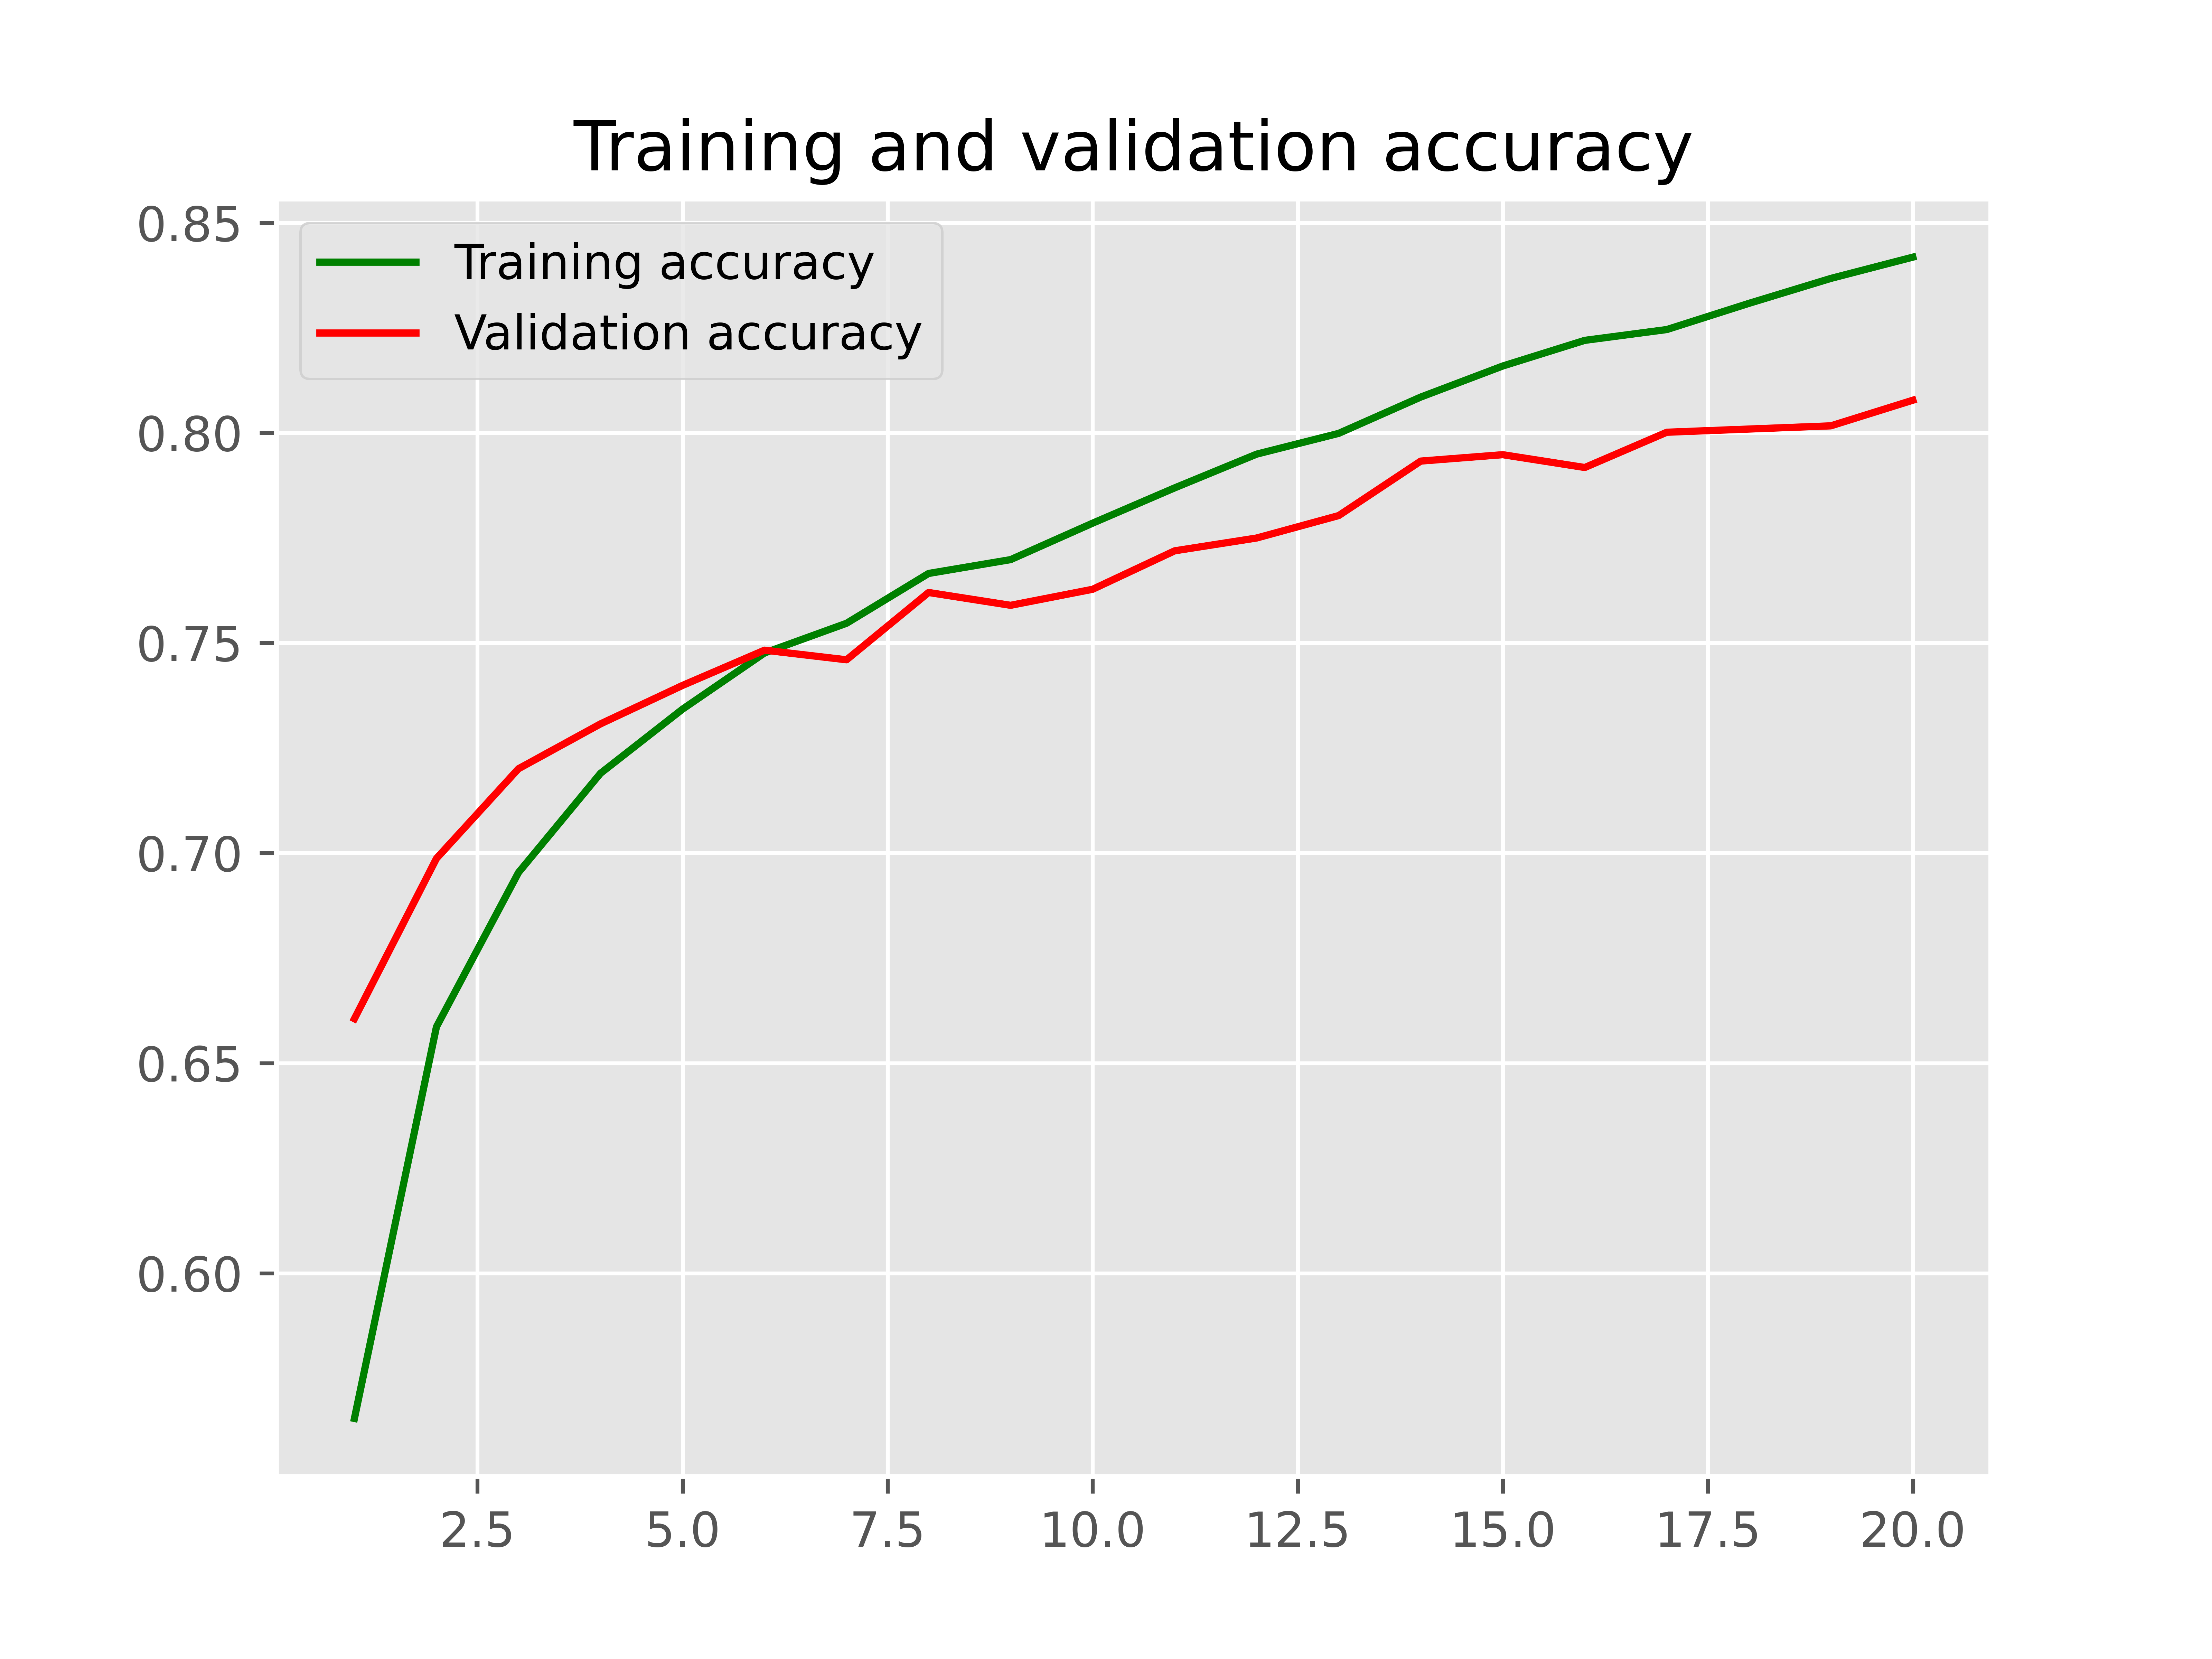 Training and validation accuracy
0.85
Training accuracy
Validation accuracy
0.80
0.75
0.70
0.65
0.60
2.5 5.0 7.5 10.0 12.5 15.0 17.5 20.0